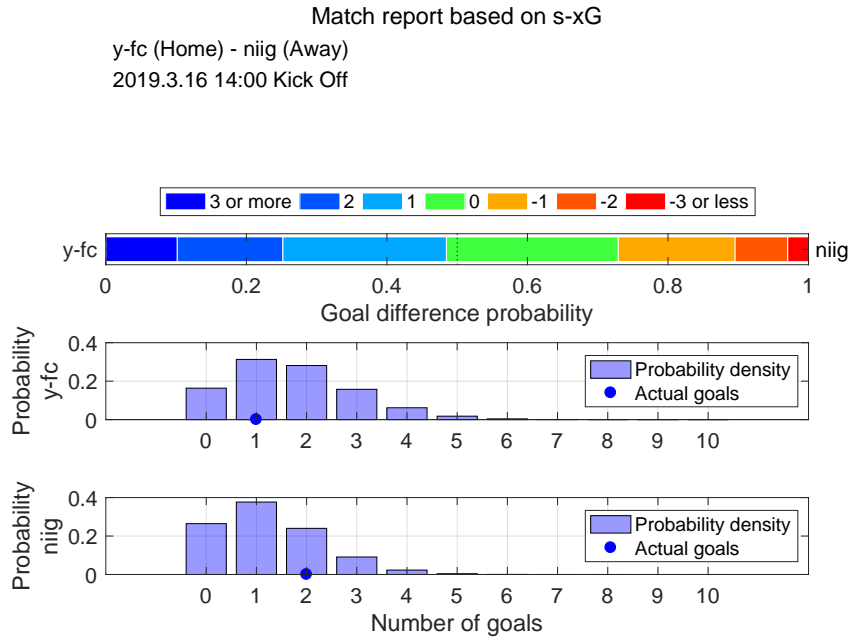 Match report based on s-xG
y-fc (Home) - niig (Away)
2019.3.16 14:00 Kick Off
3 or more 2 1 0 -1 -2 -3 or less
y-fc niig
0 0.2 0.4 0.6 0.8 1
Goal difference probability
Probability
y-fc
0.4
0.2
0
Probability density
Actual goals
0 1 2 3 4 5 6 7 8 9 10
Probability
niig
0.4
0.2
0
Probability density
Actual goals
0 1 2 3 4 5 6 7 8 9 10
Number of goals